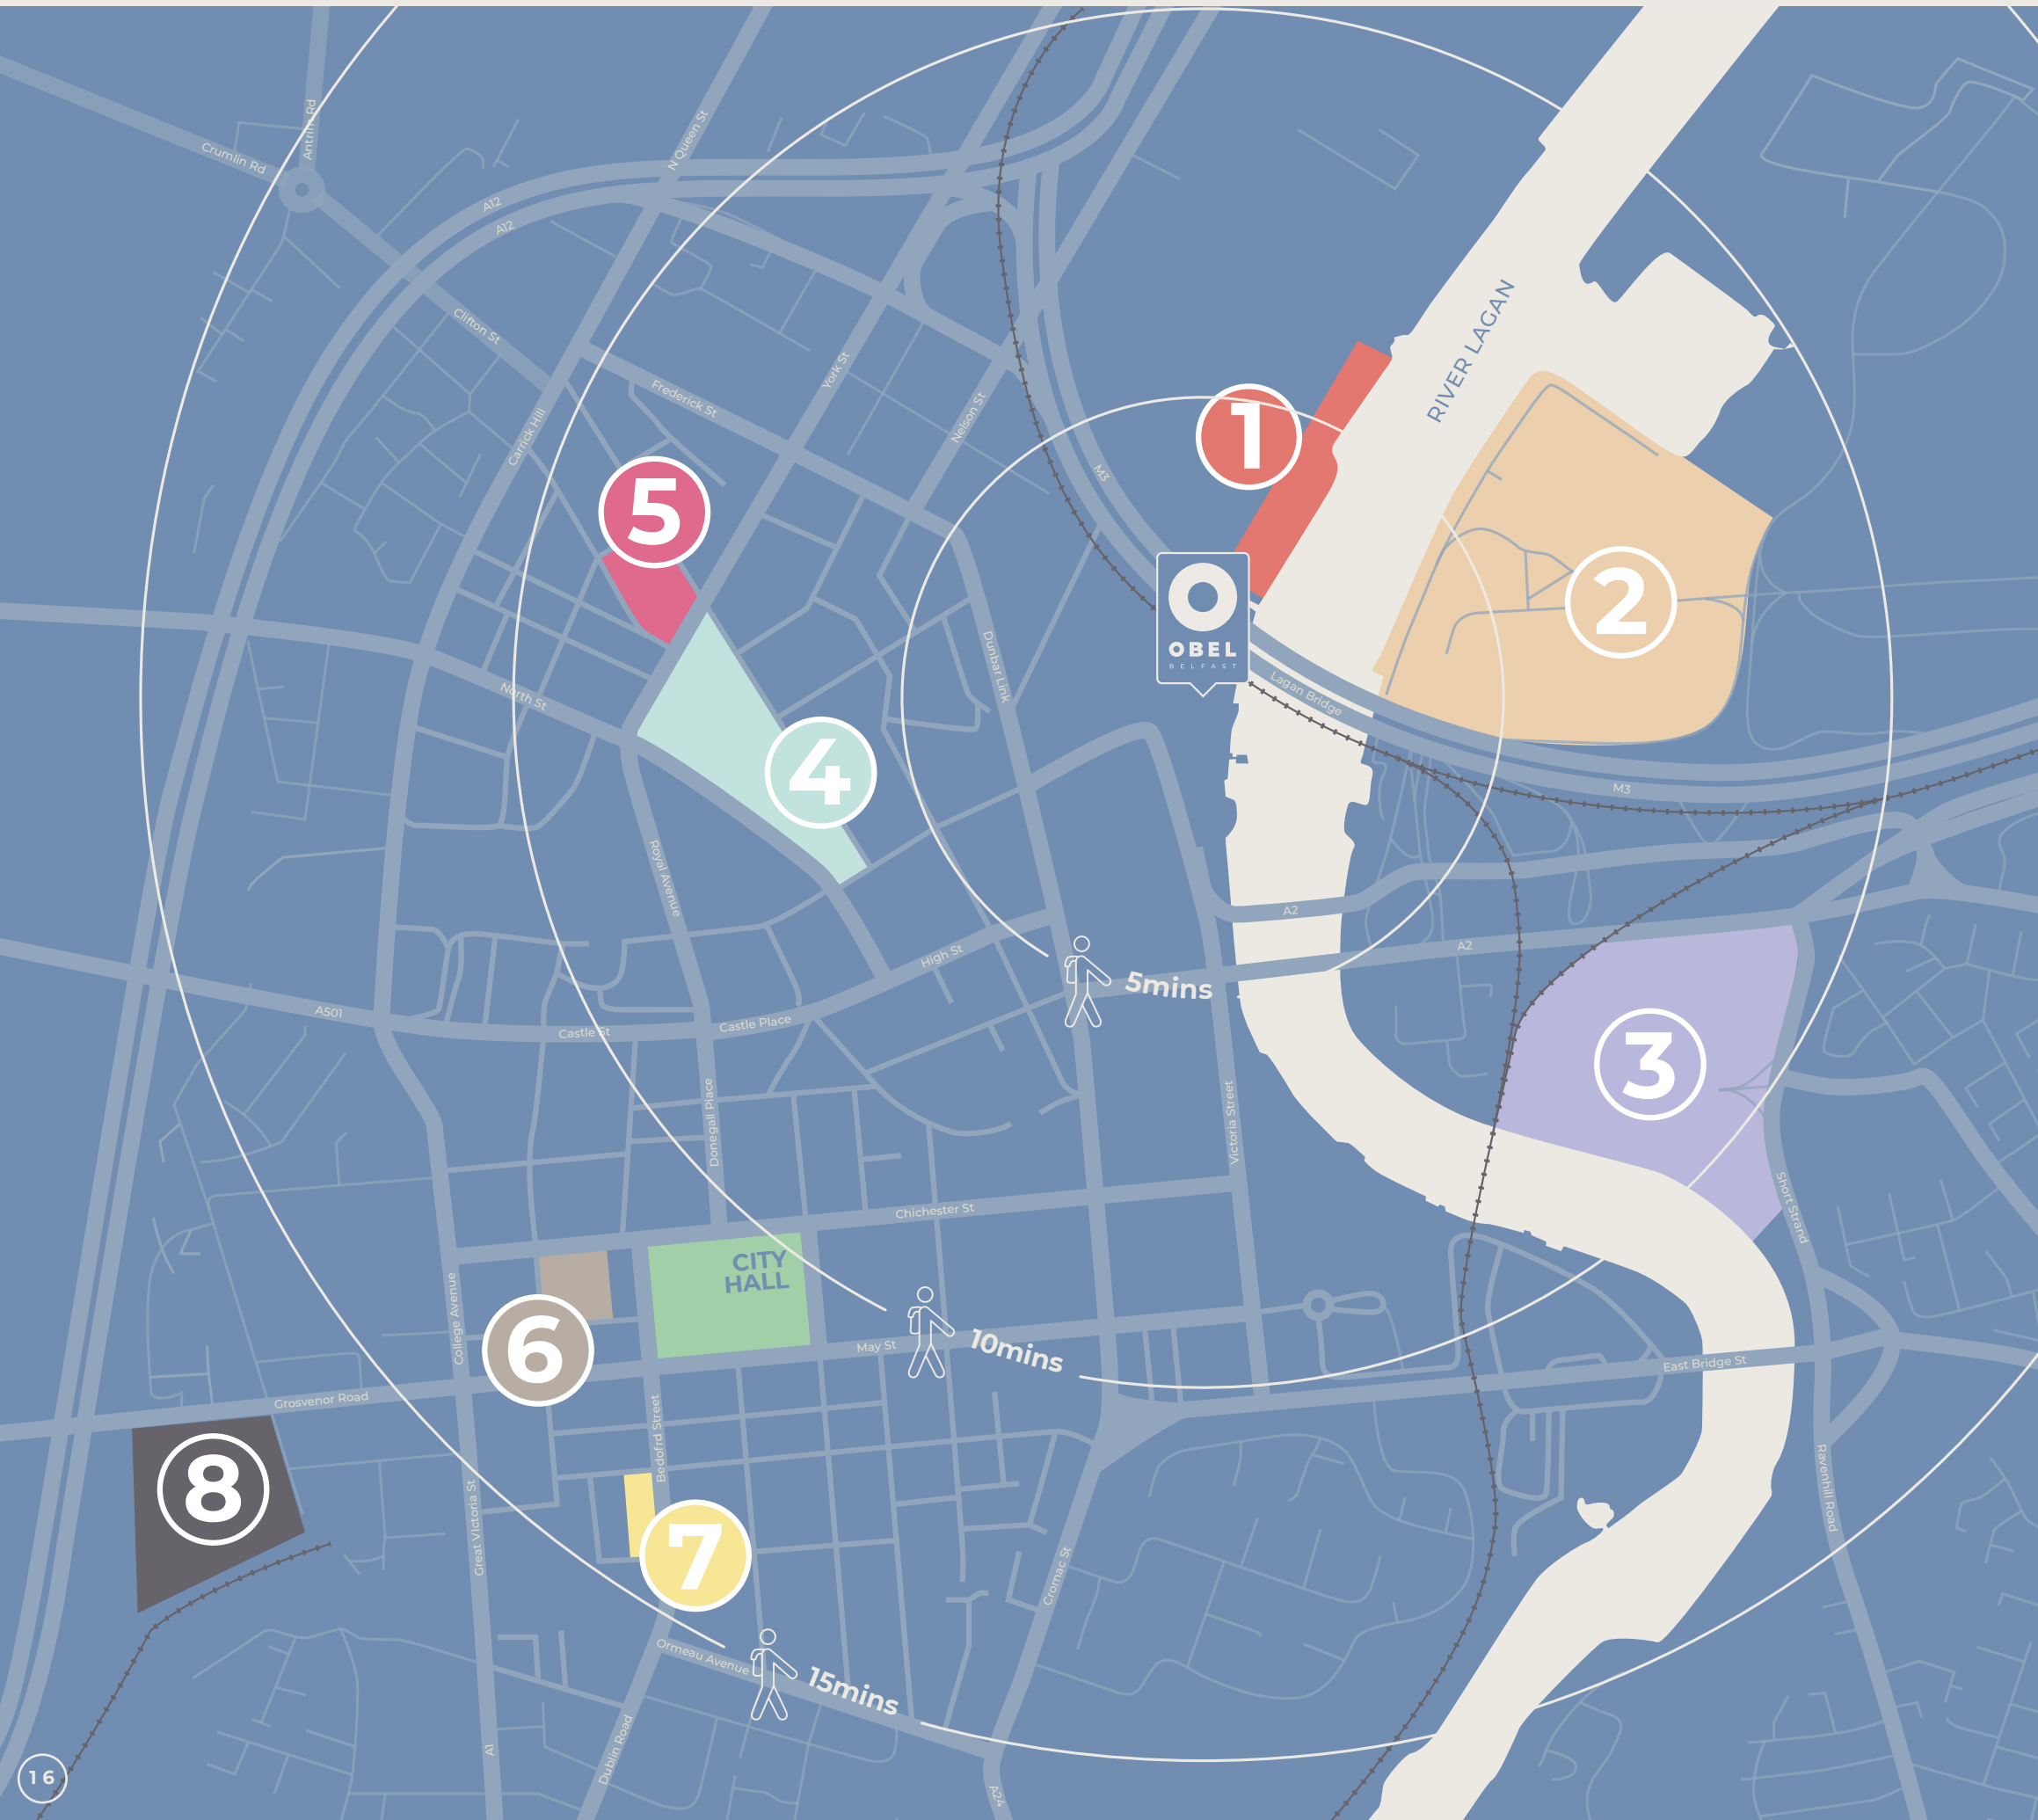 Crumlin Rd
Antrim Rd
N Queen St
A12
A12
Clifton St
Carrick Hill
Frederick St
York St
Nelson St
M3
RIVER LAGAN
1
5
2
OBEL
BELFAST
Dunbar Link
Lagan Bridge
North St
4
M3
Royal Avenue
A2
A2
High St
5mins
A501
Castle St
Castle Place
3
Donegall Place
Victoria Street
Short Strand
Chichester St
CITY
HALL
College Avenue
6
May St
10mins
East Bridge St
Grosvenor Road
Bedofrd Street
8
Great Victoria St
7
Cromac St
Ravenhill Road
Ormeau Avenue
15mins
A1
Dublin Road
A24
16